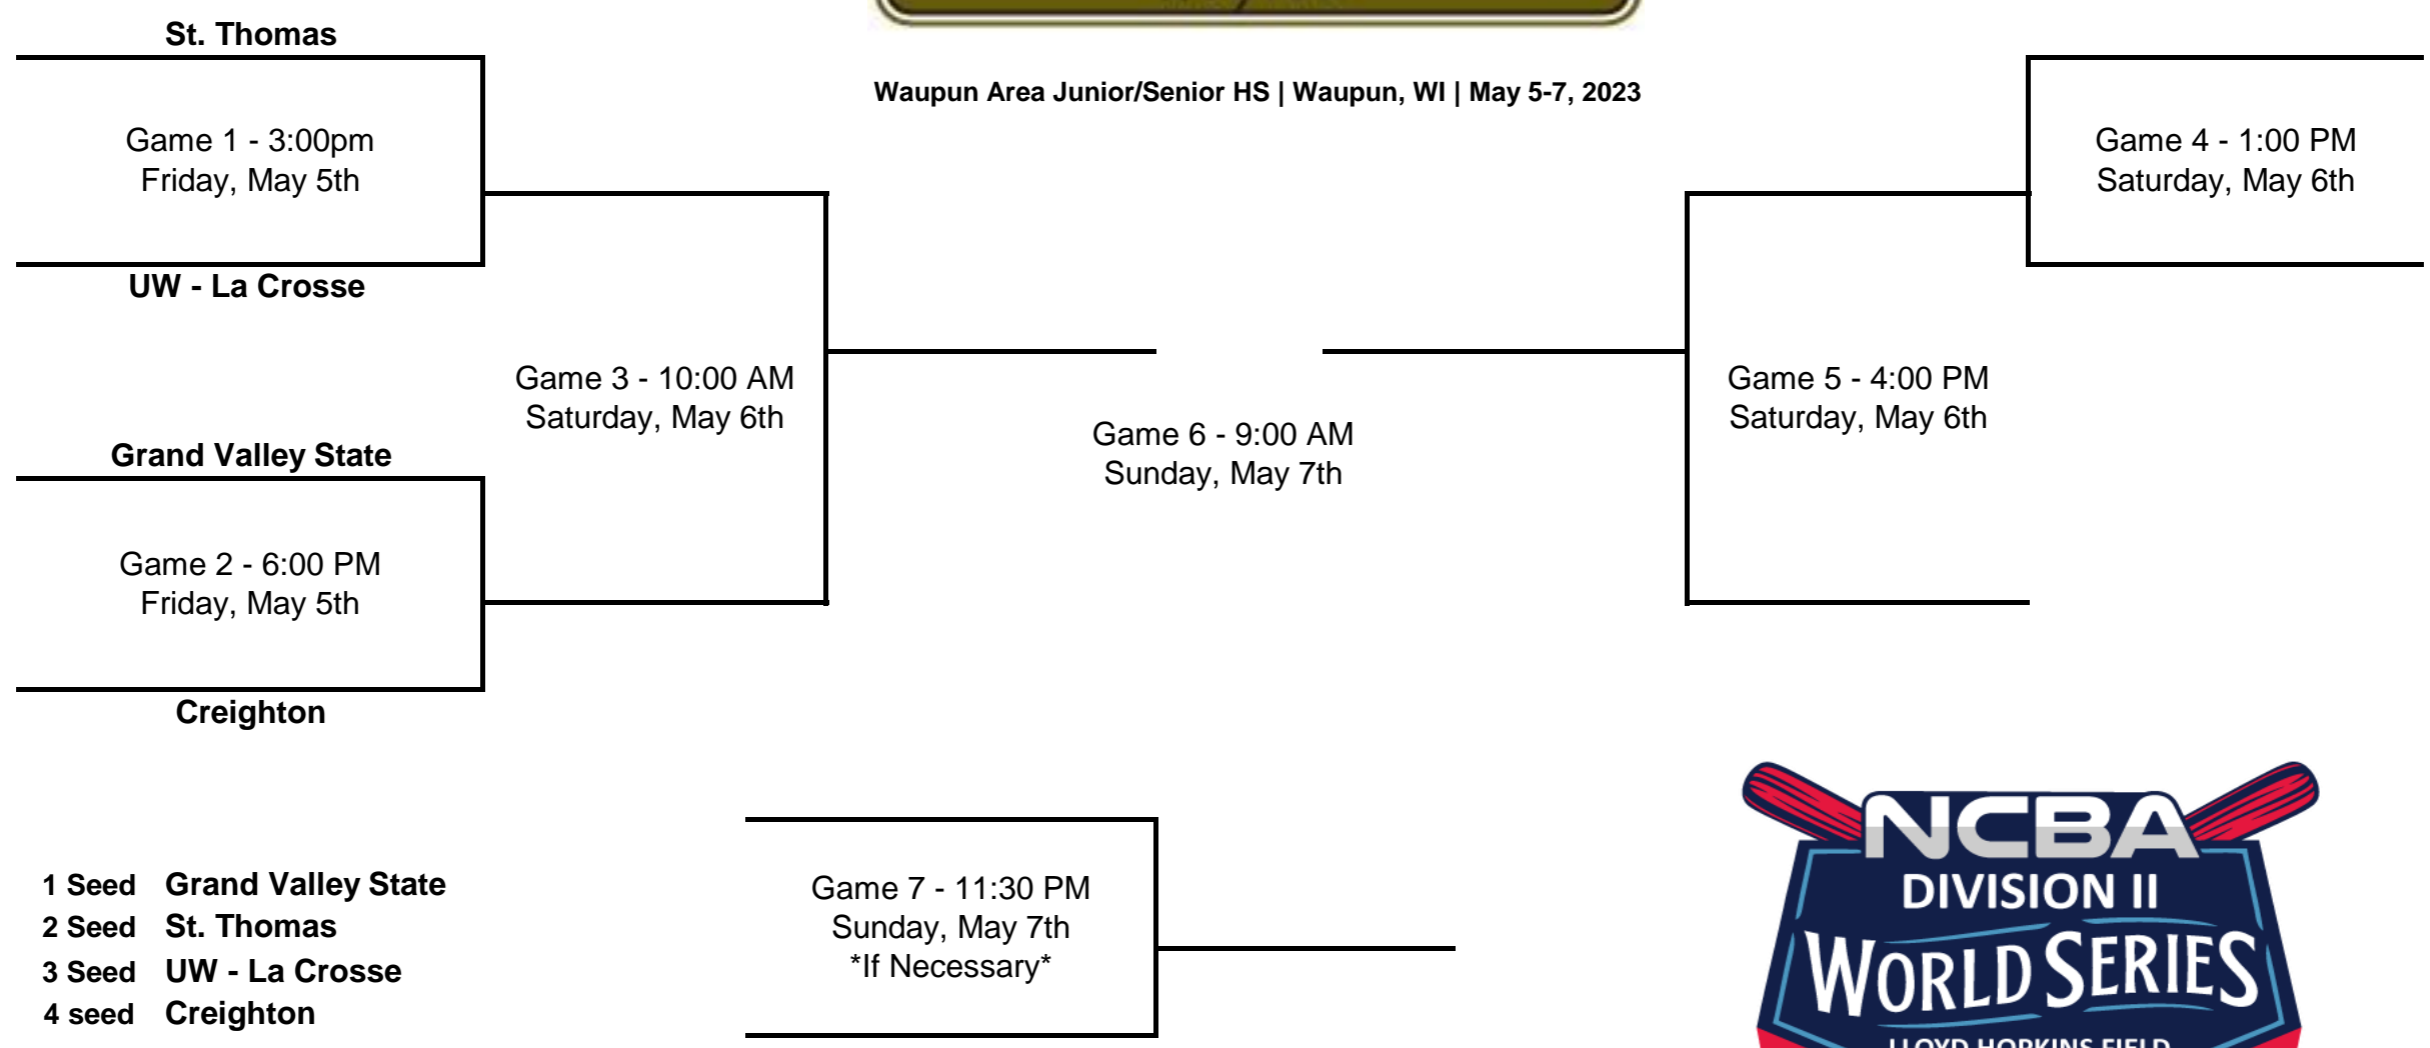 St. Thomas
Waupun Area Junior/Senior HS | Waupun, WI | May 5-7, 2023
Game 1 - 3:00pm
Friday, May 5th
Game 4 - 1:00 PM
Saturday, May 6th
UW - La Crosse
Game 3 - 10:00 AM
Saturday, May 6th
Game 5 - 4:00 PM
Saturday, May 6th
Game 6 - 9:00 AM
Sunday, May 7th
Grand Valley State
Game 2 - 6:00 PM
Friday, May 5th
Creighton
1 Seed Grand Valley State
2 Seed St. Thomas
3 Seed UW - La Crosse
4 seed Creighton
Game 7 - 11:30 PM
Sunday, May 7th
*If Necessary*
NCBA
DIVISION II
WORLD SERIES
LLOYD HOPKINS FIELD